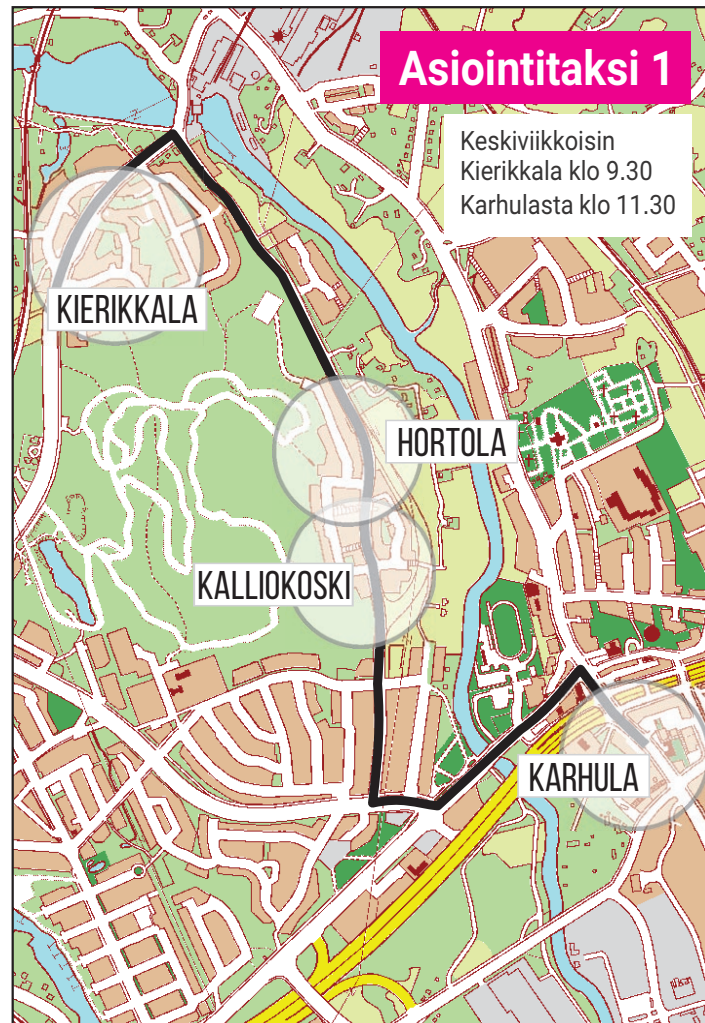 Asiointitaksi 1
Keskiviikkoisin
Kierikkala klo 9.30
Karhulasta klo 11.30
KIERIKKALA
HORTOLA
KALLIOKOSKI
KARHULA